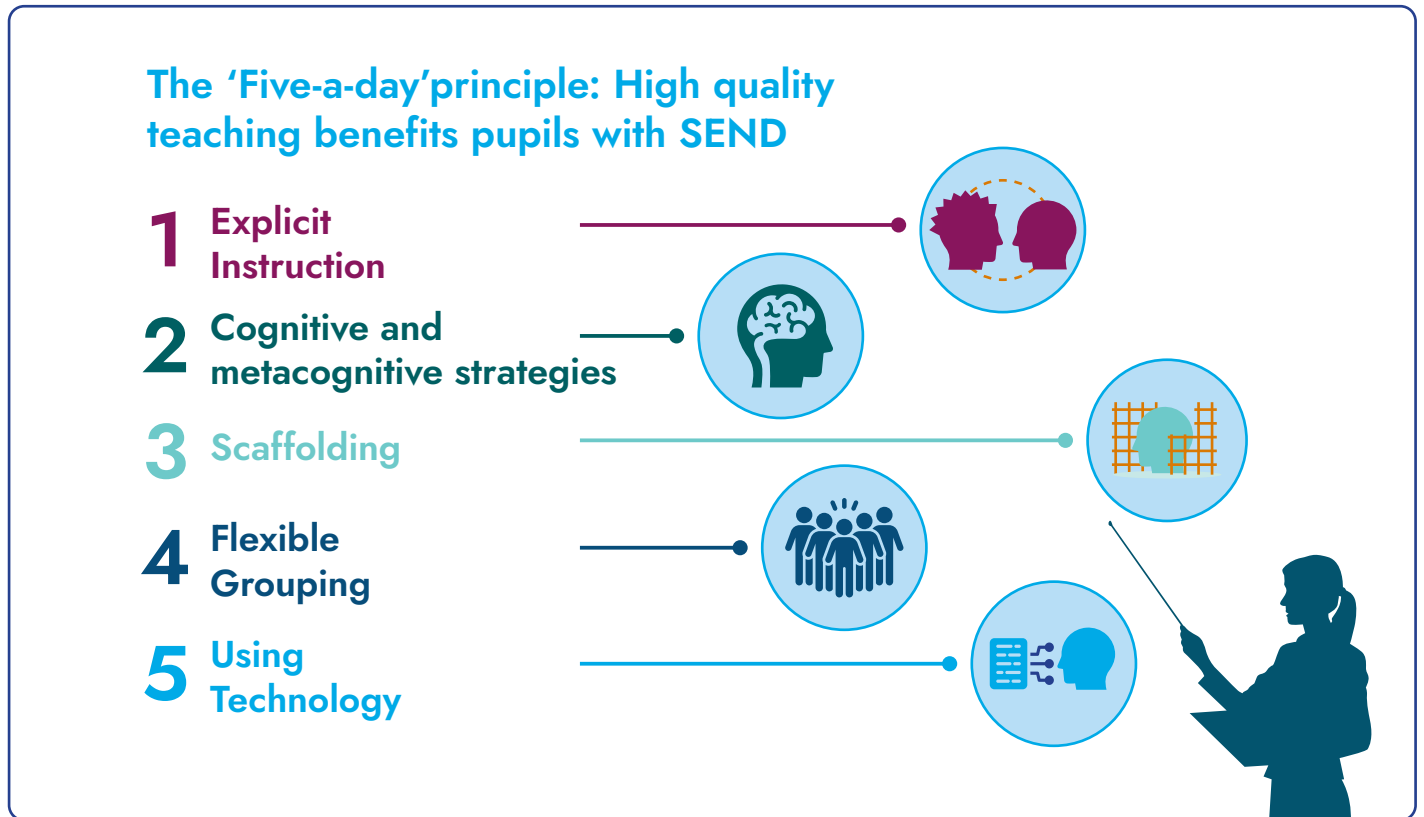 The ‘Five-a-day’principle: High quality
teaching benefits pupils with SEND
1 Explicit
Instruction
2 Cognitive and
metacognitive strategies
3 Scaffolding
4 Flexible
Grouping
5 Using
Technology